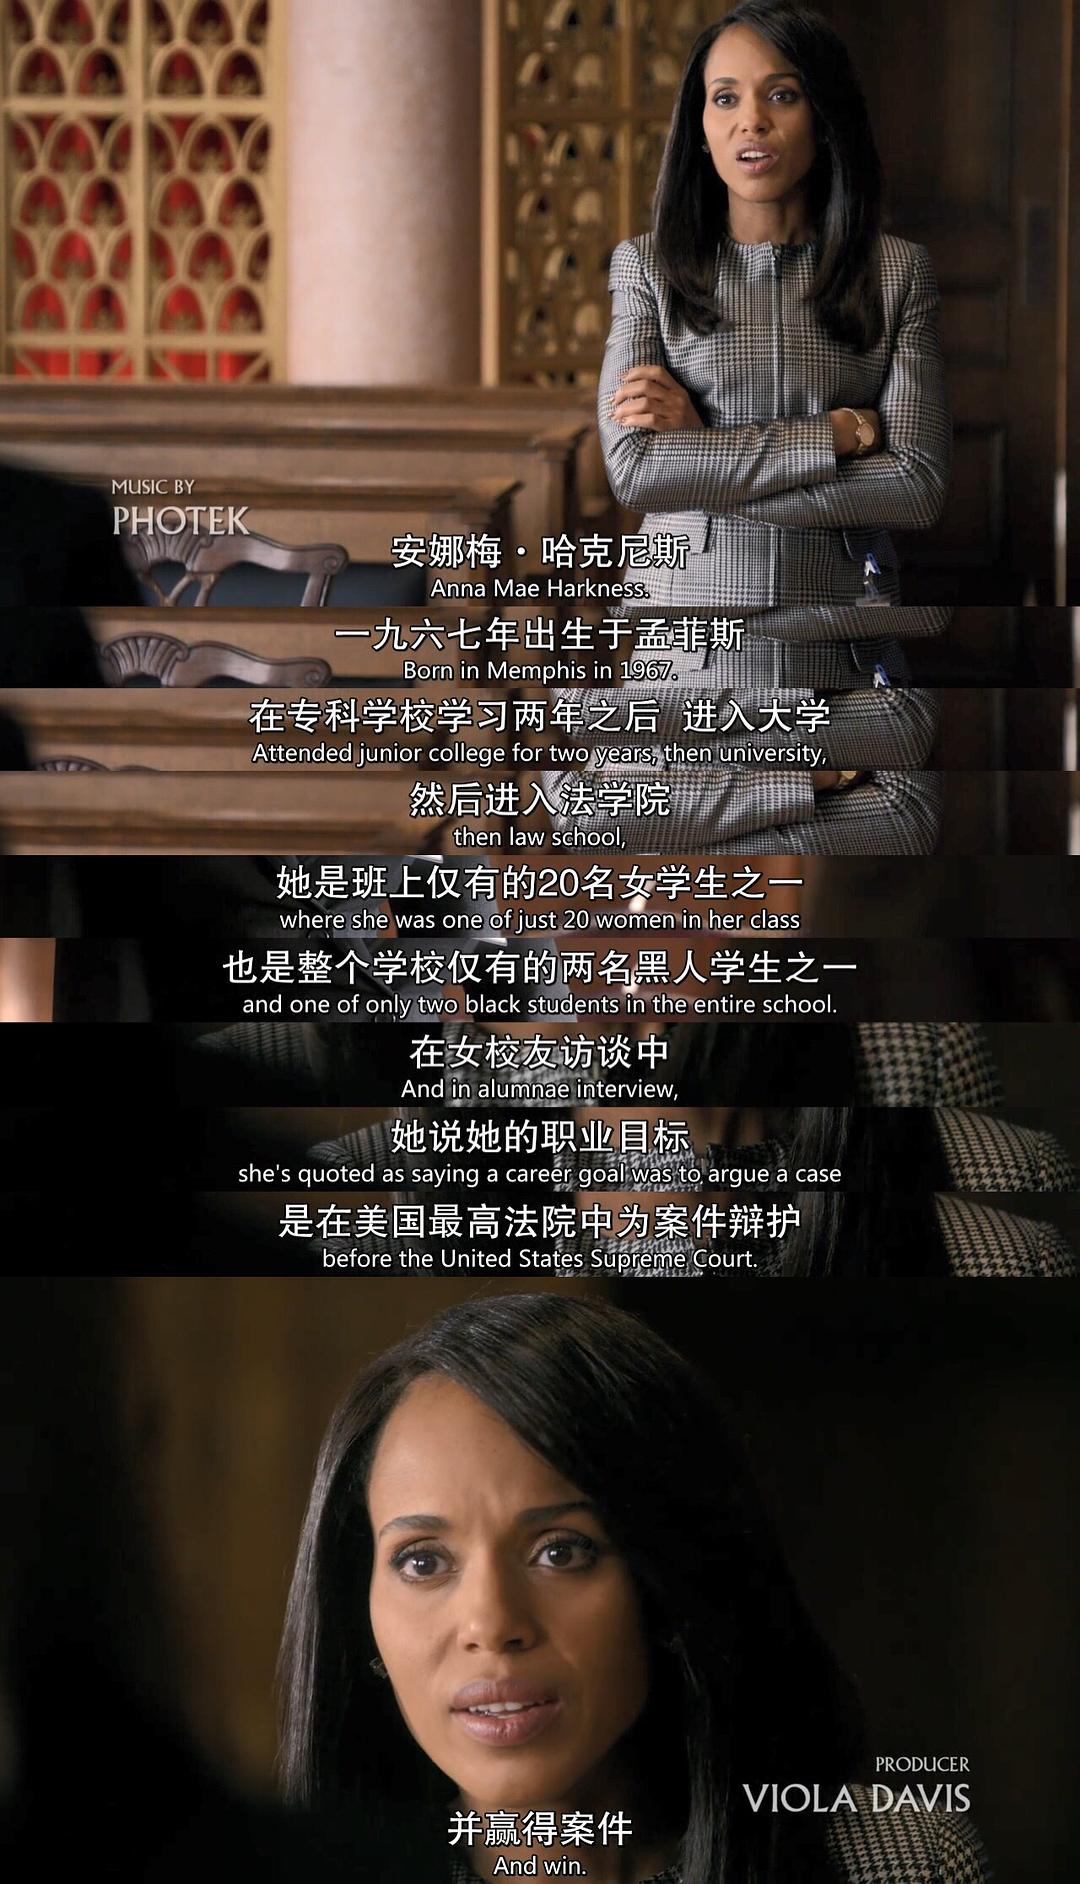 MUSIC BY
PHOTEK
安娜梅·哈克尼斯
Anna Mae Harkness.
一九六七年出生于孟菲斯
Born in Memphis in 1967.
在专科学校学习两年之后 进入大学
Attended junior college for two years, then university,
然后进入法学院
then law school,
她是班上仅有的20名女学生之一
where she was one of just 20 women in her class
也是整个学校仅有的两名黑人学生之一
and one of only two black students in the entire school.
在女校友访谈中
And in alumnae interview,
她说她的职业目标
she's quoted as saying a career goal was to argue a case
是在美国最高法院中为案件辩护
before the United States Supreme Court.
PRODUCER
VIOLA DAVIS
并赢得案件
And win.